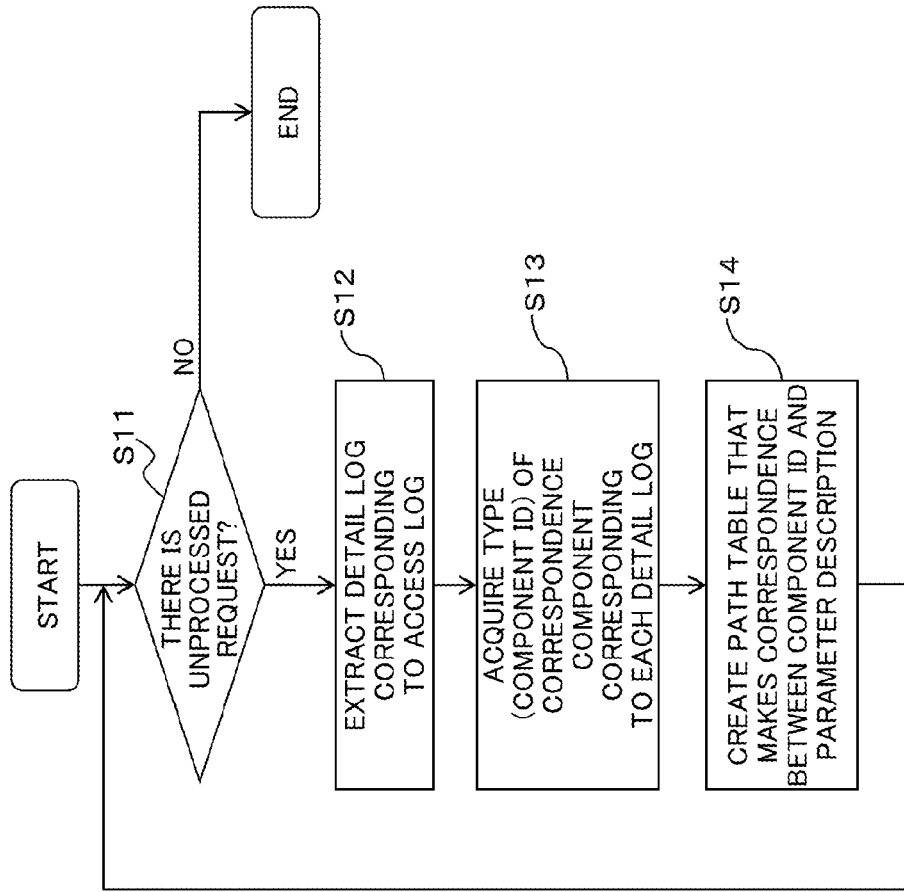 START
S11
THERE IS
UNPROCESSED
REQUEST?
NO
END
YES
S12
EXTRACT DETAIL LOG
CORRESPONDING
TO ACCESS LOG
S13
ACQUIRE TYPE
(COMPONENT ID) OF
CORRESPONDENCE
COMPONENT
CORRESPONDING
TO EACH DETAIL LOG
S14
CREATE PATH TABLE THAT
MAKES CORRESPONDENCE
BETWEEN COMPONENT ID AND
PARAMETER DESCRIPTION